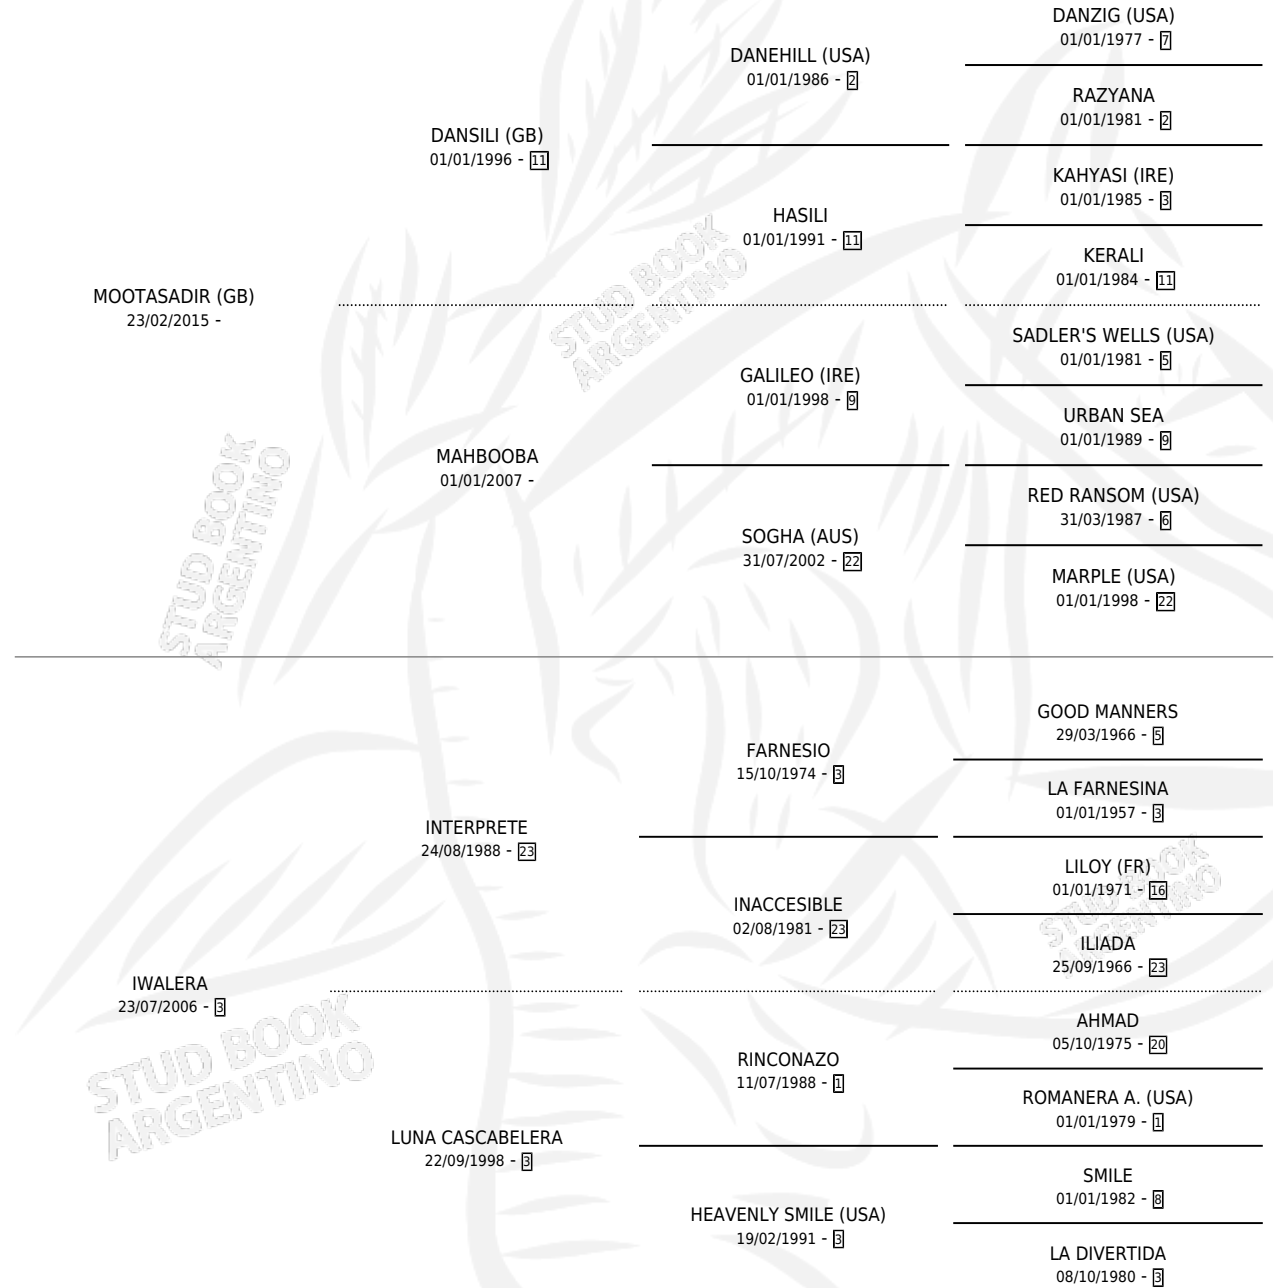 DANZIG (USA)
01/01/1977 - 7
DANEHILL (USA)
01/01/1986 - 2
RAZYANA
01/01/1981 - 2
DANSILI (GB)
01/01/1996 - 11
KAHYASI (IRE)
01/01/1985 - 3
HASILI
01/01/1991 - 11
KERALI
01/01/1984 - 11
MOOTASADIR (GB)
23/02/2015 -
SADLER'S WELLS (USA)
01/01/1981 - 5
GALILEO (IRE)
01/01/1998 - 9
URBAN SEA
01/01/1989 - 9
MAHBOOBA
01/01/2007 -
RED RANSOM (USA)
31/03/1987 - 6
SOGHA (AUS)
31/07/2002 - 22
MARPLE (USA)
01/01/1998 - 22
GOOD MANNERS
29/03/1966 - 5
FARNESIO
15/10/1974 - 3
LA FARNESINA
01/01/1957 - 3
INTERPRETE
24/08/1988 - 23
LILOY (FR)
01/01/1971 - 16
INACCESIBLE
02/08/1981 - 23
ILIADA
25/09/1966 - 23
IWALERA
23/07/2006 - 3
AHMAD
05/10/1975 - 20
RINCONAZO
11/07/1988 - 1
ROMANERA A. (USA)
01/01/1979 - 1
LUNA CASCABELERA
22/09/1998 - 3
SMILE
01/01/1982 - 8
HEAVENLY SMILE (USA)
19/02/1991 - 3
LA DIVERTIDA
08/10/1980 - 3
STUD BOOK
ARGENTINO
STUD BOOK
ARGENTINO
STUD BOOK
ARGENTINO
STUD BOOK
ARGENTINO